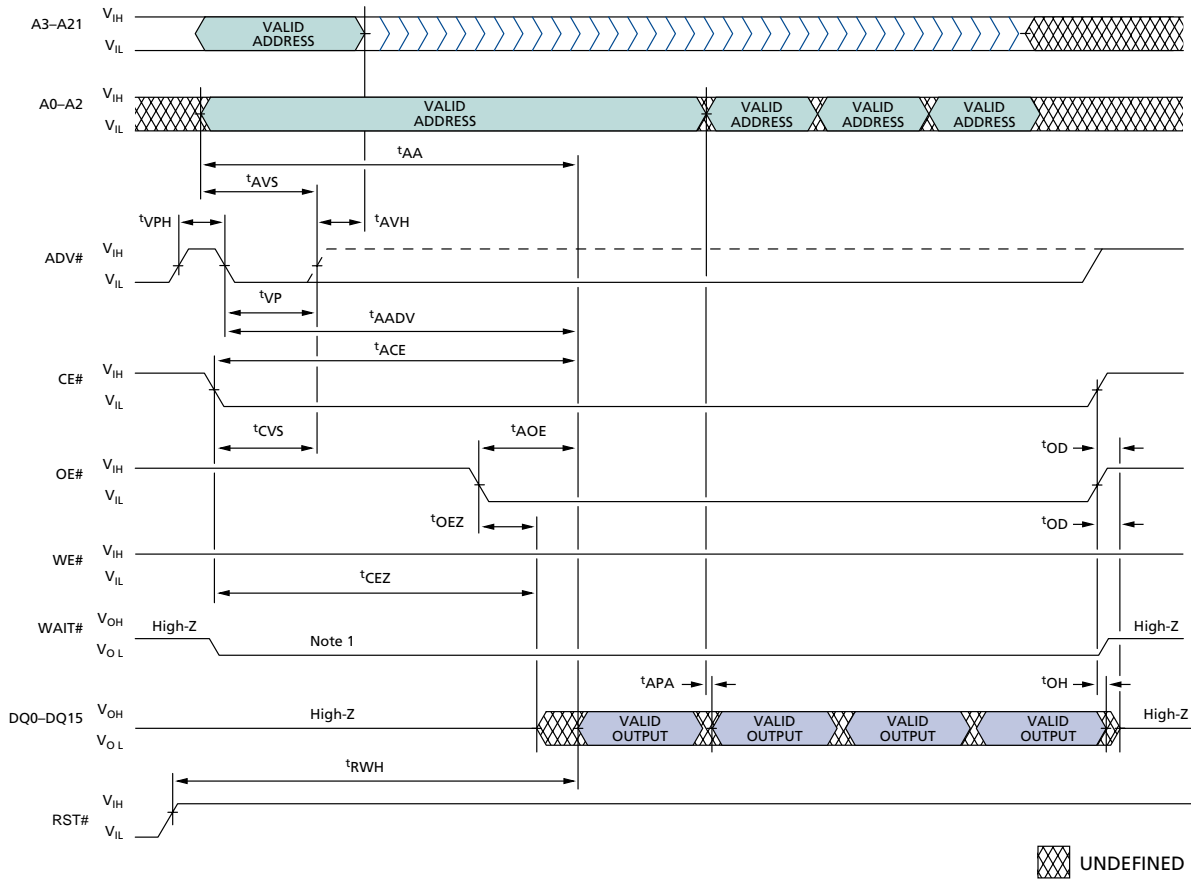 A3–A21 VIH VIL VALID ADDRESS
A0–A2 VIH VIL VALID ADDRESS VALID ADDRESS VALID ADDRESS VALID ADDRESS
tAA
tAVS
tVPH tAVH
ADV# VIH VIL
tVP
tAADV
tACE
CE# VIH VIL
tCVS tAOE tOD
OE# VIH VIL
tOEZ tOD
WE# VIH VIL
tCEZ
WAIT# VOH VOL High-Z Note 1 High-Z
tAPA tOH
DQ0–DQ15 VOH VOL High-Z VALID OUTPUT VALID OUTPUT VALID OUTPUT VALID OUTPUT High-Z
tRWH
RST# VIH VIL
UNDEFINED